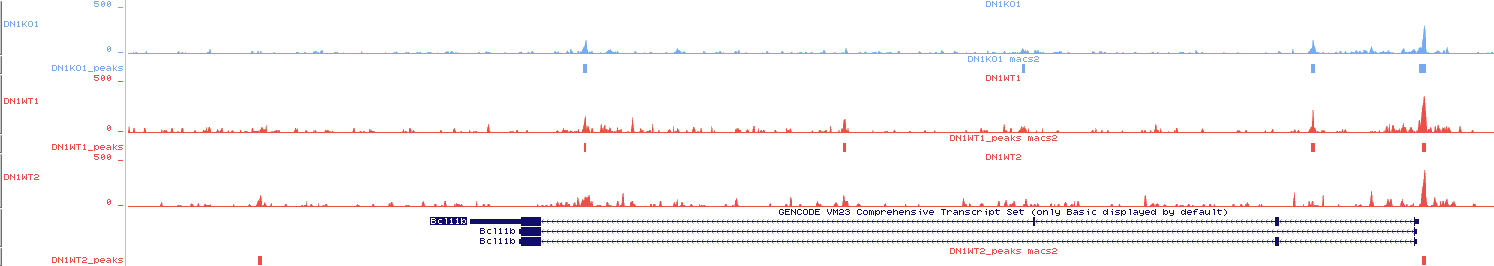 500
DN1KO1
DN1KO1
0
DN1KO1 macs2
DN1KO1_peaks
500
DN1WT1
DN1WT1
0
DN1WT1_peaks macs2
DN1WT1_peaks
500
DN1WT2
DN1WT2
0
GENCODE VM23 Comprehensive Transcript Set (only Basic displayed by default)
Bcl11b
Bcl11b
Bcl11b
DN1WT2_peaks macs2
DN1WT2_peaks